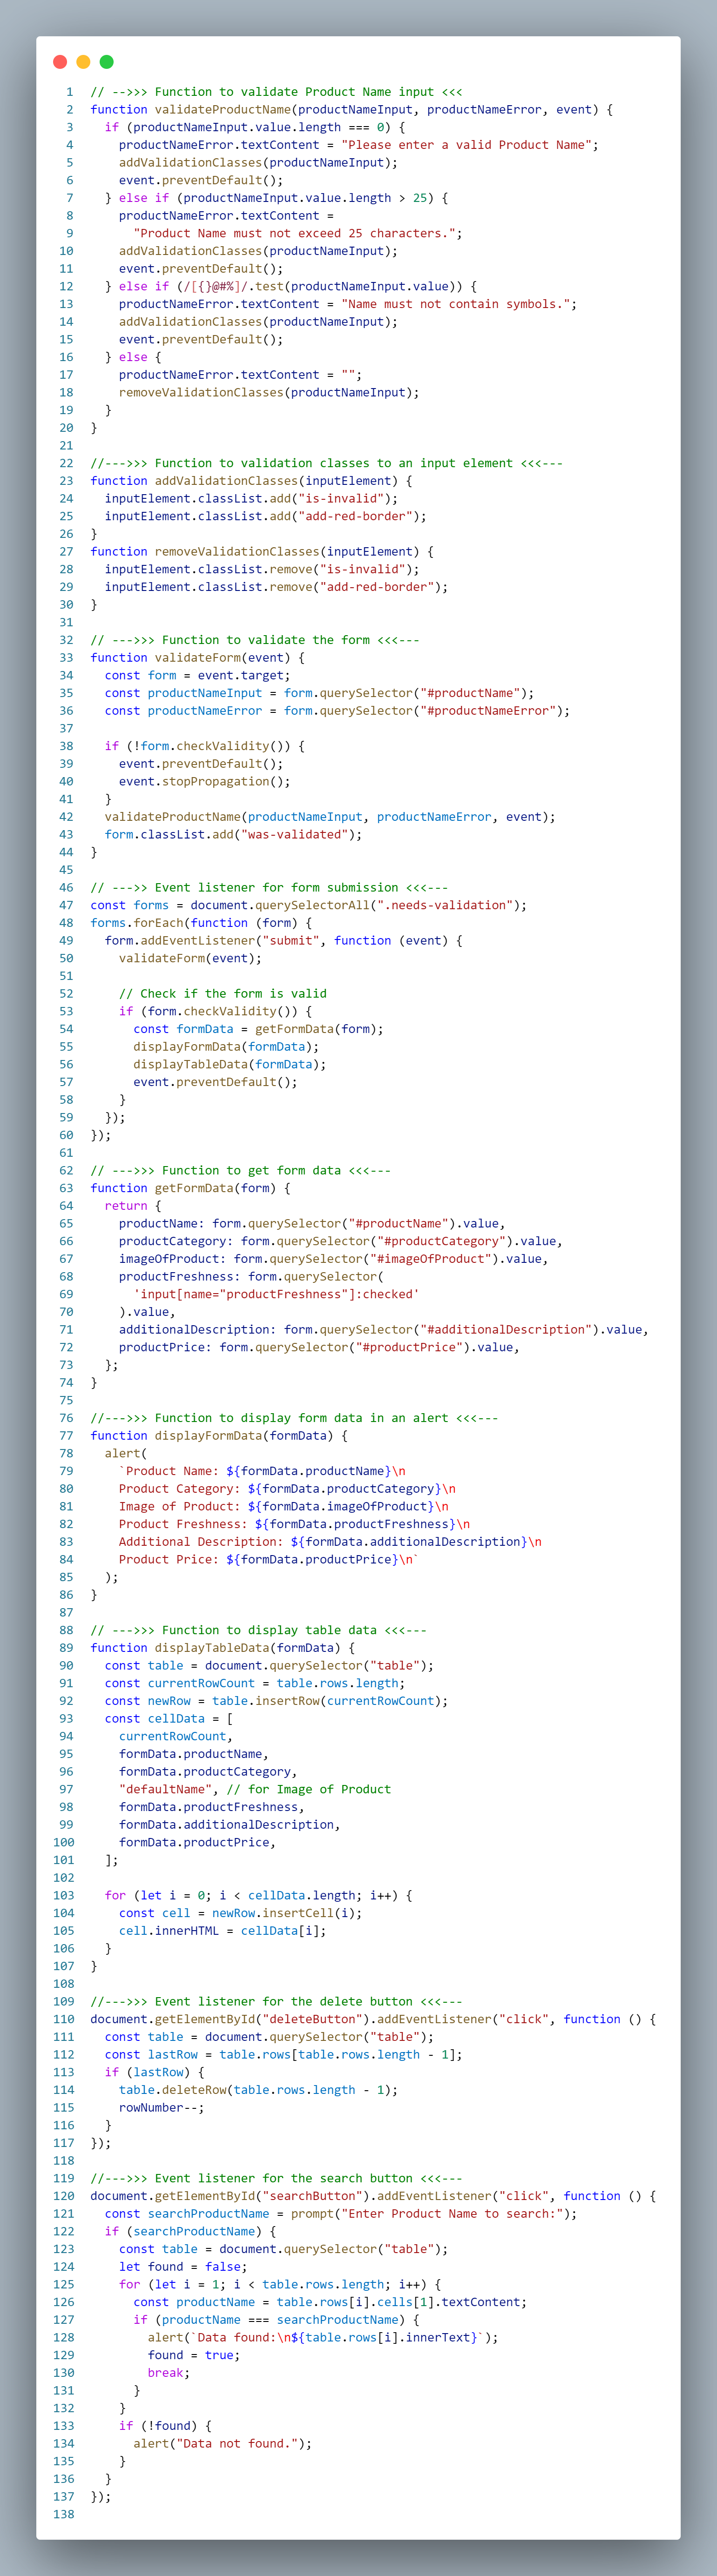 1 // -->>> Function to validate Product Name input <<<
2 function validateProductName(productNameInput, productNameError, event) {
3   if (productNameInput.value.length === 0) {
4     productNameError.textContent = "Please enter a valid Product Name";
5     addValidationClasses(productNameInput);
6     event.preventDefault();
7   } else if (productNameInput.value.length > 25) {
8     productNameError.textContent =
9       "Product Name must not exceed 25 characters.";
10     addValidationClasses(productNameInput);
11     event.preventDefault();
12   } else if (/[{}@#%]/.test(productNameInput.value)) {
13     productNameError.textContent = "Name must not contain symbols.";
14     addValidationClasses(productNameInput);
15     event.preventDefault();
16   } else {
17     productNameError.textContent = "";
18     removeValidationClasses(productNameInput);
19   }
20 }
21
22 //--->>> Function to validation classes to an input element <<<---
23 function addValidationClasses(inputElement) {
24   inputElement.classList.add("is-invalid");
25   inputElement.classList.add("add-red-border");
26 }
27 function removeValidationClasses(inputElement) {
28   inputElement.classList.remove("is-invalid");
29   inputElement.classList.remove("add-red-border");
30 }
31
32 // --->>> Function to validate the form <<<---
33 function validateForm(event) {
34   const form = event.target;
35   const productNameInput = form.querySelector("#productName");
36   const productNameError = form.querySelector("#productNameError");
37
38   if (!form.checkValidity()) {
39     event.preventDefault();
40     event.stopPropagation();
41   }
42   validateProductName(productNameInput, productNameError, event);
43   form.classList.add("was-validated");
44 }
45
46 // --->> Event listener for form submission <<<---
47 const forms = document.querySelectorAll(".needs-validation");
48 forms.forEach(function (form) {
49   form.addEventListener("submit", function (event) {
50     validateForm(event);
51
52     // Check if the form is valid
53     if (form.checkValidity()) {
54       const formData = getFormData(form);
55       displayFormData(formData);
56       displayTableData(formData);
57       event.preventDefault();
58     }
59   });
60 });
61
62 // --->>> Function to get form data <<<---
63 function getFormData(form) {
64   return {
65     productName: form.querySelector("#productName").value,
66     productCategory: form.querySelector("#productCategory").value,
67     imageOfProduct: form.querySelector("#imageOfProduct").value,
68     productFreshness: form.querySelector(
69       'input[name="productFreshness"]:checked'
70     ).value,
71     additionalDescription: form.querySelector("#additionalDescription").value,
72     productPrice: form.querySelector("#productPrice").value,
73   };
74 }
75
76 //--->>> Function to display form data in an alert <<<---
77 function displayFormData(formData) {
78   alert(
79     `Product Name: ${formData.productName}\n
80     Product Category: ${formData.productCategory}\n
81     Image of Product: ${formData.imageOfProduct}\n
82     Product Freshness: ${formData.productFreshness}\n
83     Additional Description: ${formData.additionalDescription}\n
84     Product Price: ${formData.productPrice}\n`
85   );
86 }
87
88 // --->>> Function to display table data <<<---
89 function displayTableData(formData) {
90   const table = document.querySelector("table");
91   const currentRowCount = table.rows.length;
92   const newRow = table.insertRow(currentRowCount);
93   const cellData = [
94     currentRowCount,
95     formData.productName,
96     formData.productCategory,
97     "defaultName", // for Image of Product
98     formData.productFreshness,
99     formData.additionalDescription,
100     formData.productPrice,
101   ];
102
103   for (let i = 0; i < cellData.length; i++) {
104     const cell = newRow.insertCell(i);
105     cell.innerHTML = cellData[i];
106   }
107 }
108
109 //--->>> Event listener for the delete button <<<---
110 document.getElementById("deleteButton").addEventListener("click", function () {
111   const table = document.querySelector("table");
112   const lastRow = table.rows[table.rows.length - 1];
113   if (lastRow) {
114     table.deleteRow(table.rows.length - 1);
115     rowNumber--;
116   }
117 });
118
119 //--->>> Event listener for the search button <<<---
120 document.getElementById("searchButton").addEventListener("click", function () {
121   const searchProductName = prompt("Enter Product Name to search:");
122   if (searchProductName) {
123     const table = document.querySelector("table");
124     let found = false;
125     for (let i = 1; i < table.rows.length; i++) {
126       const productName = table.rows[i].cells[1].textContent;
127       if (productName === searchProductName) {
128         alert(`Data found:\n${table.rows[i].innerText}`);
129         found = true;
130         break;
131       }
132     }
133     if (!found) {
134       alert("Data not found.");
135     }
136   }
137 });
138